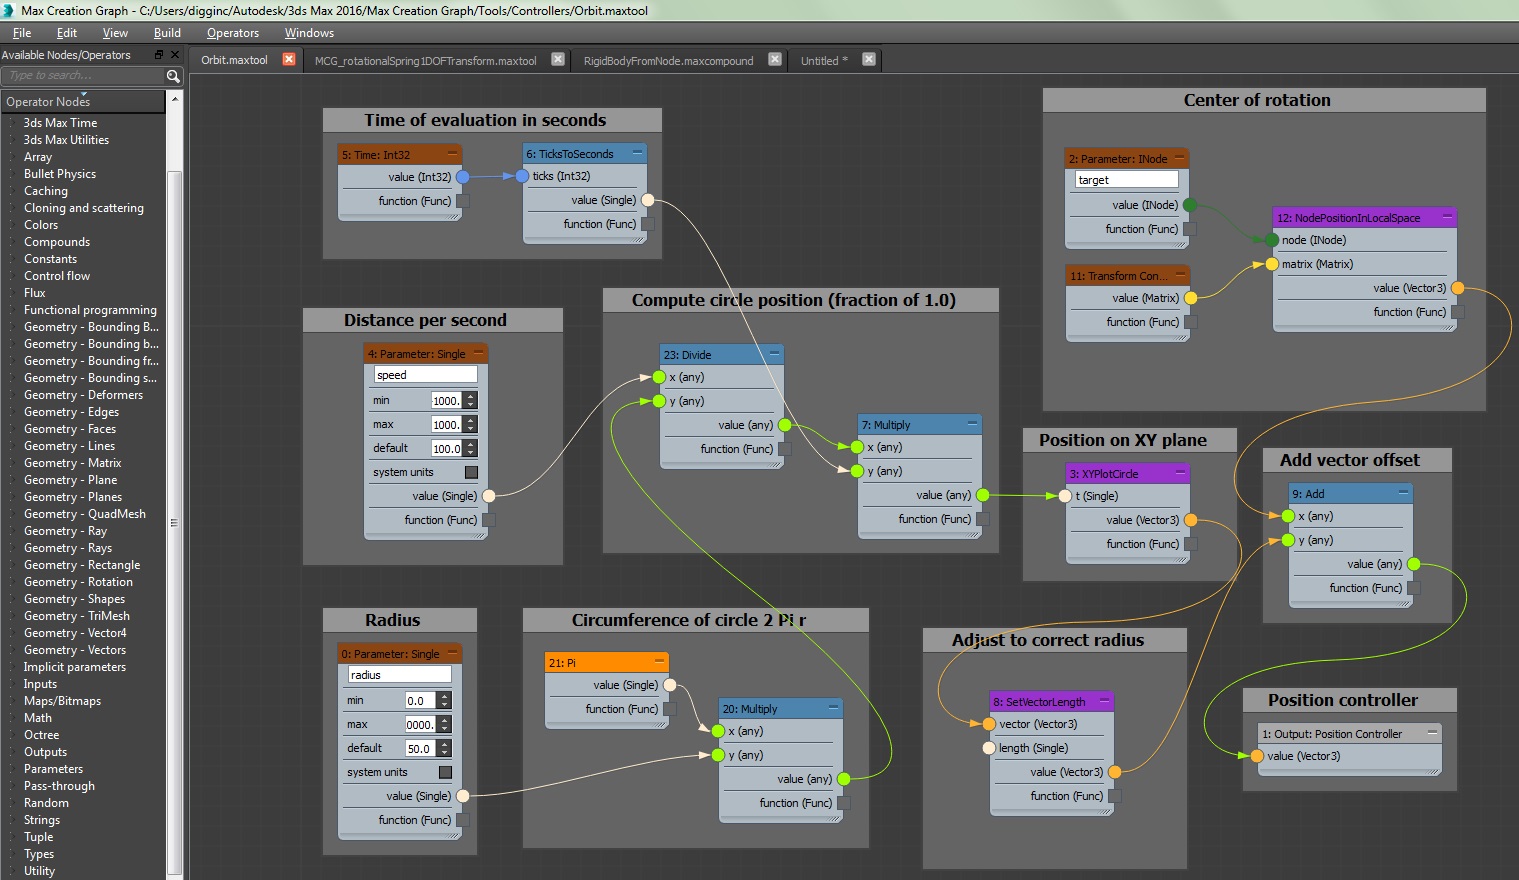 Max Creation Graph - C:/Users/digginc/Autodesk/3ds Max 2016/Max Creation Graph/Tools/Controllers/Orbit.maxtool
File Edit View Build Operators Windows
Available Nodes/Operators
Type to search...
Operator Nodes
3ds Max Time
3ds Max Utilities
Array
Bullet Physics
Caching
Cloning and scattering
Colors
Compounds
Constants
Control flow
Flux
Functional programming
Geometry - Bounding B...
Geometry - Bounding b...
Geometry - Bounding fr...
Geometry - Bounding s...
Geometry - Deformers
Geometry - Edges
Geometry - Faces
Geometry - Lines
Geometry - Matrix
Geometry - Plane
Geometry - Planes
Geometry - QuadMesh
Geometry - Ray
Geometry - Rays
Geometry - Rectangle
Geometry - Rotation
Geometry - Shapes
Geometry - TriMesh
Geometry - Vector4
Geometry - Vectors
Implicit parameters
Inputs
Maps/Bitmaps
Math
Octree
Outputs
Parameters
Pass-through
Random
Strings
Tuple
Types
Utility
Orbit.maxtool
MCG_rotationalSpring1DOFTransform.maxtool
RigidBodyFromNode.maxcompound
Untitled *
Time of evaluation in seconds
5: Time: Int32
value (Int32)
function (Func)
6: TicksToSeconds
ticks (Int32)
value (Single)
function (Func)
Center of rotation
2: Parameter: INode
target
value (INode)
function (Func)
11: Transform Con...
value (Matrix)
function (Func)
12: NodePositionInLocalSpace
node (INode)
matrix (Matrix)
value (Vector3)
function (Func)
Distance per second
4: Parameter: Single
speed
min -1000.
max 1000.
default 100.0
system units
value (Single)
function (Func)
Compute circle position (fraction of 1.0)
23: Divide
x (any)
y (any)
value (any)
function (Func)
7: Multiply
x (any)
y (any)
value (any)
function (Func)
Position on XY plane
3: XYPlotCircle
t (Single)
value (Vector3)
function (Func)
Add vector offset
9: Add
x (any)
y (any)
value (any)
function (Func)
Radius
0: Parameter: Single
radius
min 0.0
max 0000.
default 50.0
system units
value (Single)
function (Func)
Circumference of circle 2 Pi r
21: Pi
value (Single)
function (Func)
20: Multiply
x (any)
y (any)
value (any)
function (Func)
Adjust to correct radius
8: SetVectorLength
vector (Vector3)
length (Single)
value (Vector3)
function (Func)
Position controller
1: Output: Position Controller
value (Vector3)